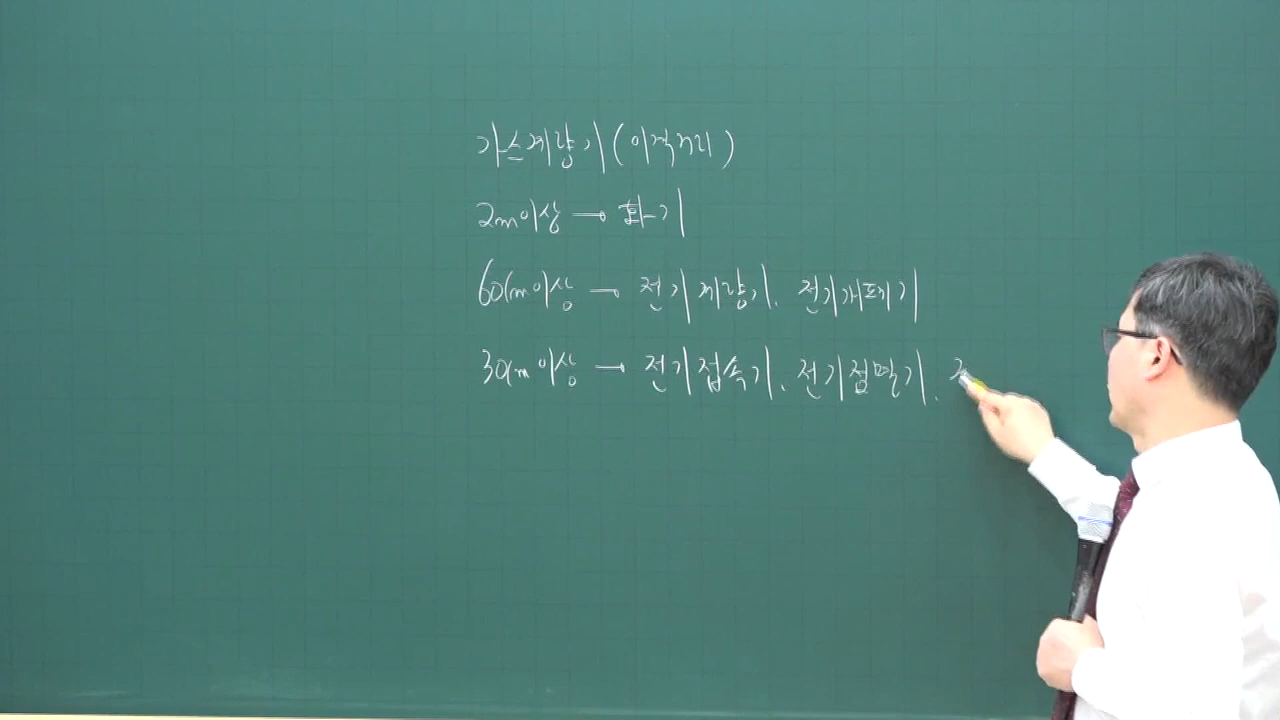 가스계량기(이격거리)
2m이상 → 화기
60cm이상 → 전기계량기, 전기개폐기
30cm이상 → 전기접속기, 전기점멸기,